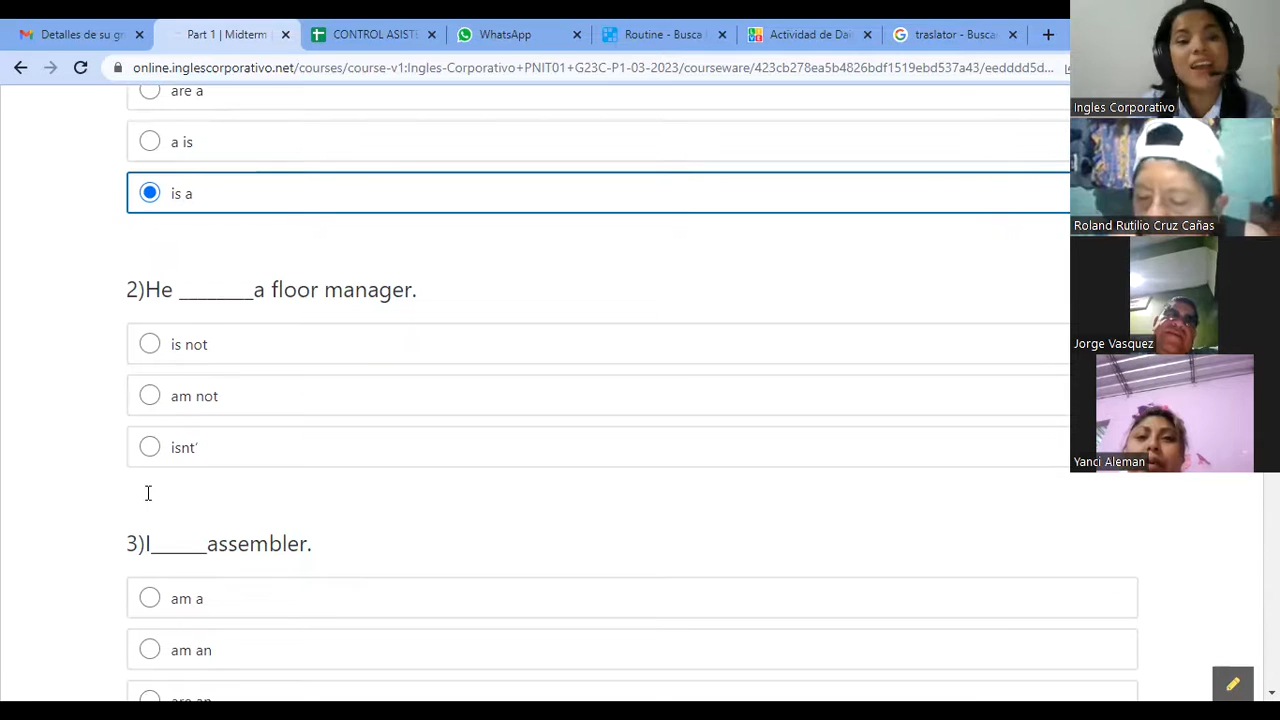 Detalles de su gr
Part 1 | Midterm
CONTROL ASIST
WhatsApp
Routine - Busca
Actividad de Da
traslator - Busca
online.inglescorporativo.net/courses/course-v1:Ingles-Corporativo+PNIT01+G23C-P1-03-2023/courseware/423cb278ea5b4826bdf1519ebd537a43/eedddd5d...
are a
a is
is a
2)He ________a floor manager.
is not
am not
isnt´
3)I______assembler.
am a
am an
are an
Ingles Corporativo
Roland Rutilio Cruz Cañas
Jorge Vasquez
Yanci Aleman